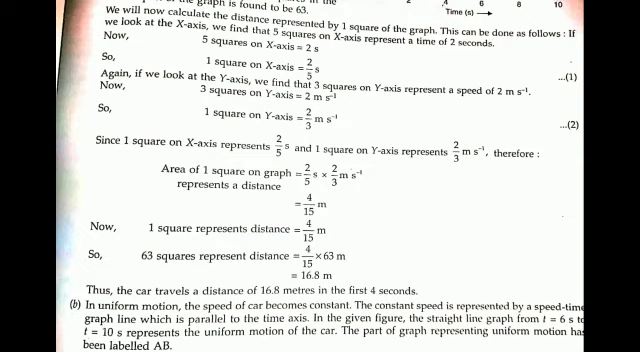 graph is found to be 63.
2 4 6 8 10
Time (s)
We will now calculate the distance represented by 1 square of the graph. This can be done as follows : If
we look at the X-axis, we find that 5 squares on X-axis represent a time of 2 seconds.
Now, 5 squares on X-axis = 2 s
So, 1 square on X-axis = 2/5 s ...(1)
Again, if we look at the Y-axis, we find that 3 squares on Y-axis represent a speed of 2 m s⁻¹.
Now, 3 squares on Y-axis = 2 m s⁻¹
So, 1 square on Y-axis = 2/3 m s⁻¹ ...(2)
Since 1 square on X-axis represents 2/5 s and 1 square on Y-axis represents 2/3 m s⁻¹, therefore :
Area of 1 square on graph = 2/5 s × 2/3 m s⁻¹
represents a distance
= 4/15 m
Now, 1 square represents distance = 4/15 m
So, 63 squares represent distance = 4/15 × 63 m
= 16.8 m
Thus, the car travels a distance of 16.8 metres in the first 4 seconds.
(b) In uniform motion, the speed of car becomes constant. The constant speed is represented by a speed-time
graph line which is parallel to the time axis. In the given figure, the straight line graph from t = 6 s to
t = 10 s represents the uniform motion of the car. The part of graph representing uniform motion has
been labelled AB.